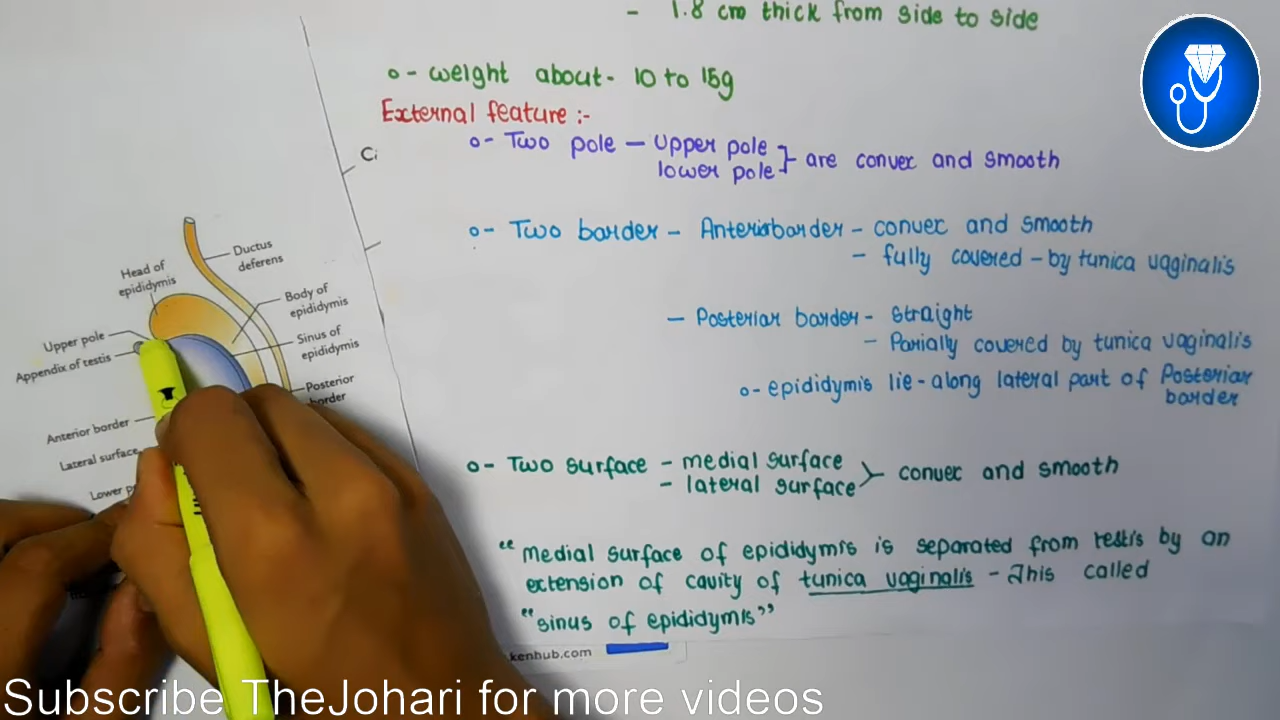 - 1.8 cm thick from side to side
o- weight about- 10 to 15g
External feature :-
o- Two pole - Upper pole
lower pole
are convex and smooth
o- Two border - Anteriorborder - convex and smooth
- fully covered - by tunica vaginalis
- Posterior border - straight
- Parially covered by tunica vaginalis
o- epididymis lie - along lateral part of Posterior
border
o- Two surface - medial surface
- lateral surface
convex and smooth
"medial surface of epididymis is separated from testis by an
extension of cavity of tunica vaginalis - This called
"sinus of epididymis"
kenhub.com
Ductus
deferens
Head of
epididymis
Body of
epididymis
Upper pole
Appendix of testis
Sinus of
epididymis
Posterior
border
Anterior border
Lateral surface
Lower
Subscribe TheJohari for more videos